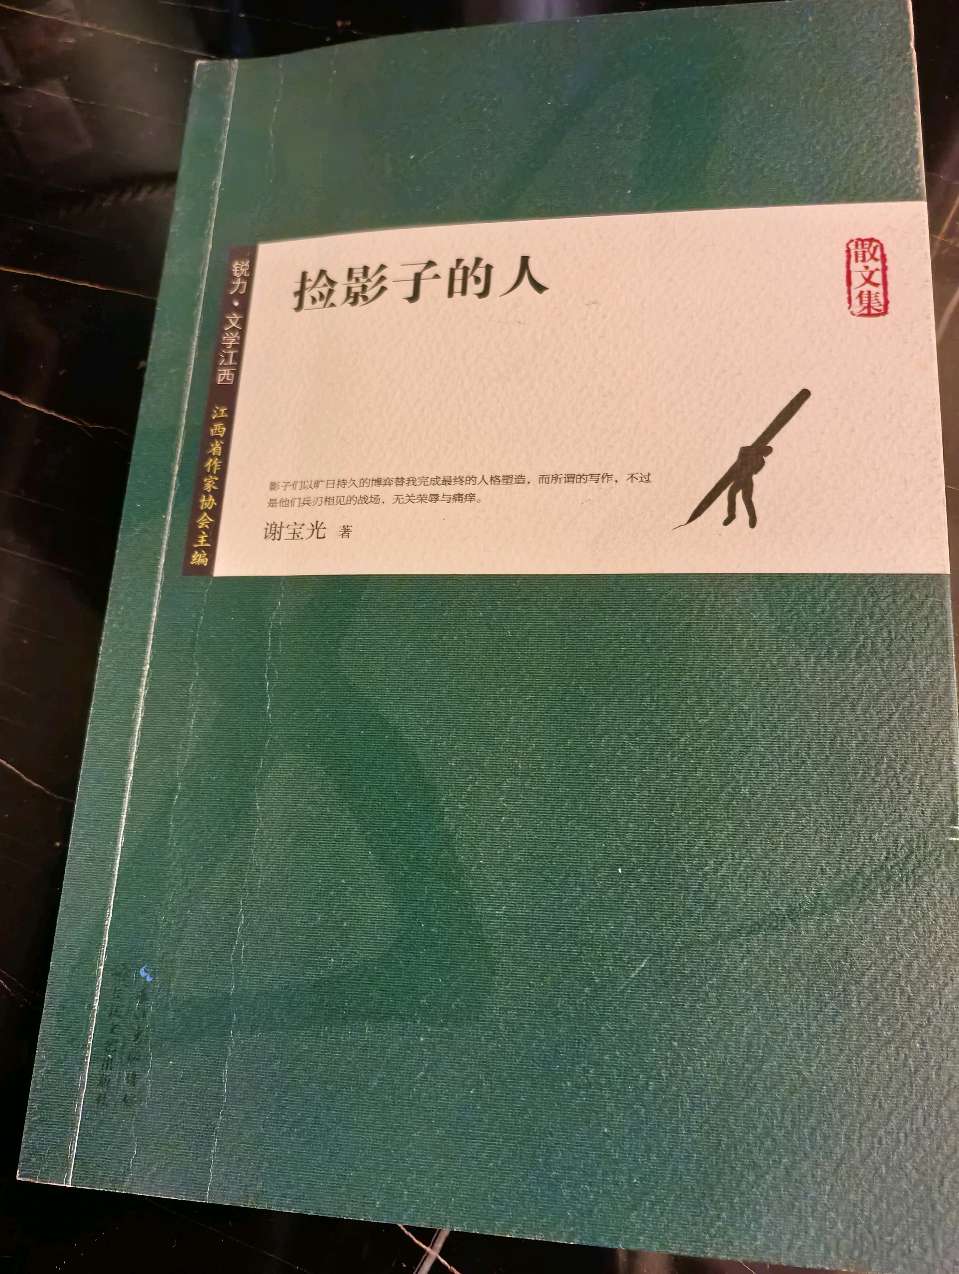 捡影子的人
散文集
锐力·文学江西
江西省作家协会主编
影子们以旷日持久的博弈替我完成最终的人格塑造，而所谓的写作，不过
是他们兵刃相见的战场，无关荣辱与痛痒。
谢宝光 著